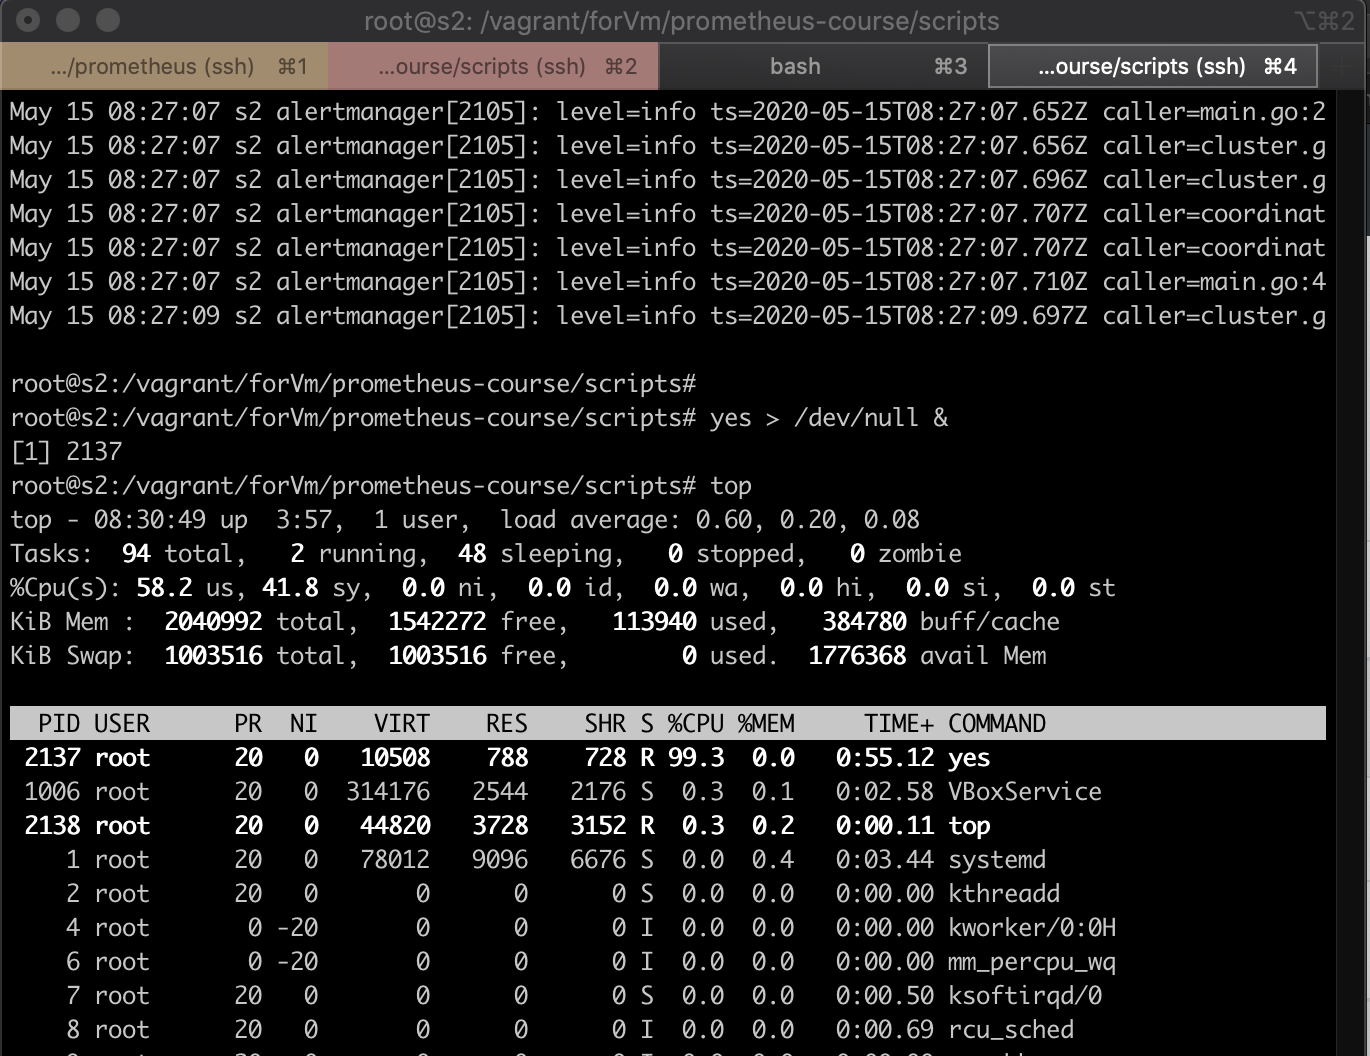 root@s2: /vagrant/forVm/prometheus-course/scripts ⌥⌘2
.../prometheus (ssh) ⌘1 ...ourse/scripts (ssh) ⌘2 bash ⌘3 ...ourse/scripts (ssh) ⌘4
May 15 08:27:07 s2 alertmanager[2105]: level=info ts=2020-05-15T08:27:07.652Z caller=main.go:2
May 15 08:27:07 s2 alertmanager[2105]: level=info ts=2020-05-15T08:27:07.656Z caller=cluster.g
May 15 08:27:07 s2 alertmanager[2105]: level=info ts=2020-05-15T08:27:07.696Z caller=cluster.g
May 15 08:27:07 s2 alertmanager[2105]: level=info ts=2020-05-15T08:27:07.707Z caller=coordinat
May 15 08:27:07 s2 alertmanager[2105]: level=info ts=2020-05-15T08:27:07.707Z caller=coordinat
May 15 08:27:07 s2 alertmanager[2105]: level=info ts=2020-05-15T08:27:07.710Z caller=main.go:4
May 15 08:27:09 s2 alertmanager[2105]: level=info ts=2020-05-15T08:27:09.697Z caller=cluster.g
root@s2:/vagrant/forVm/prometheus-course/scripts#
root@s2:/vagrant/forVm/prometheus-course/scripts# yes > /dev/null &
[1] 2137
root@s2:/vagrant/forVm/prometheus-course/scripts# top
top - 08:30:49 up  3:57,  1 user,  load average: 0.60, 0.20, 0.08
Tasks:  94 total,   2 running,  48 sleeping,   0 stopped,   0 zombie
%Cpu(s): 58.2 us, 41.8 sy,  0.0 ni,  0.0 id,  0.0 wa,  0.0 hi,  0.0 si,  0.0 st
KiB Mem :  2040992 total,  1542272 free,   113940 used,   384780 buff/cache
KiB Swap:  1003516 total,  1003516 free,        0 used.  1776368 avail Mem
PID USER      PR  NI    VIRT    RES    SHR S %CPU %MEM     TIME+ COMMAND
2137 root      20   0   10508    788    728 R 99.3  0.0   0:55.12 yes
1006 root      20   0  314176   2544   2176 S  0.3  0.1   0:02.58 VBoxService
2138 root      20   0   44820   3728   3152 R  0.3  0.2   0:00.11 top
1 root      20   0   78012   9096   6676 S  0.0  0.4   0:03.44 systemd
2 root      20   0       0      0      0 S  0.0  0.0   0:00.00 kthreadd
4 root       0 -20       0      0      0 I  0.0  0.0   0:00.00 kworker/0:0H
6 root       0 -20       0      0      0 I  0.0  0.0   0:00.00 mm_percpu_wq
7 root      20   0       0      0      0 S  0.0  0.0   0:00.50 ksoftirqd/0
8 root      20   0       0      0      0 I  0.0  0.0   0:00.69 rcu_sched